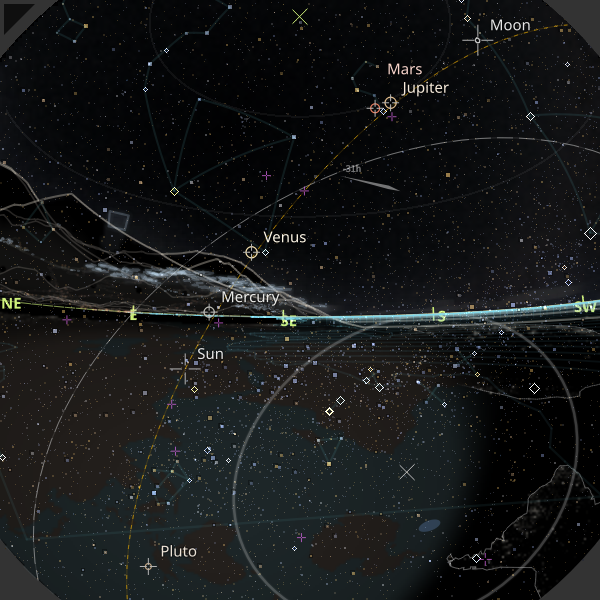 Moon
Mars
Jupiter
31h
Venus
Mercury
NE
E
SE
S
SW
Sun
Pluto